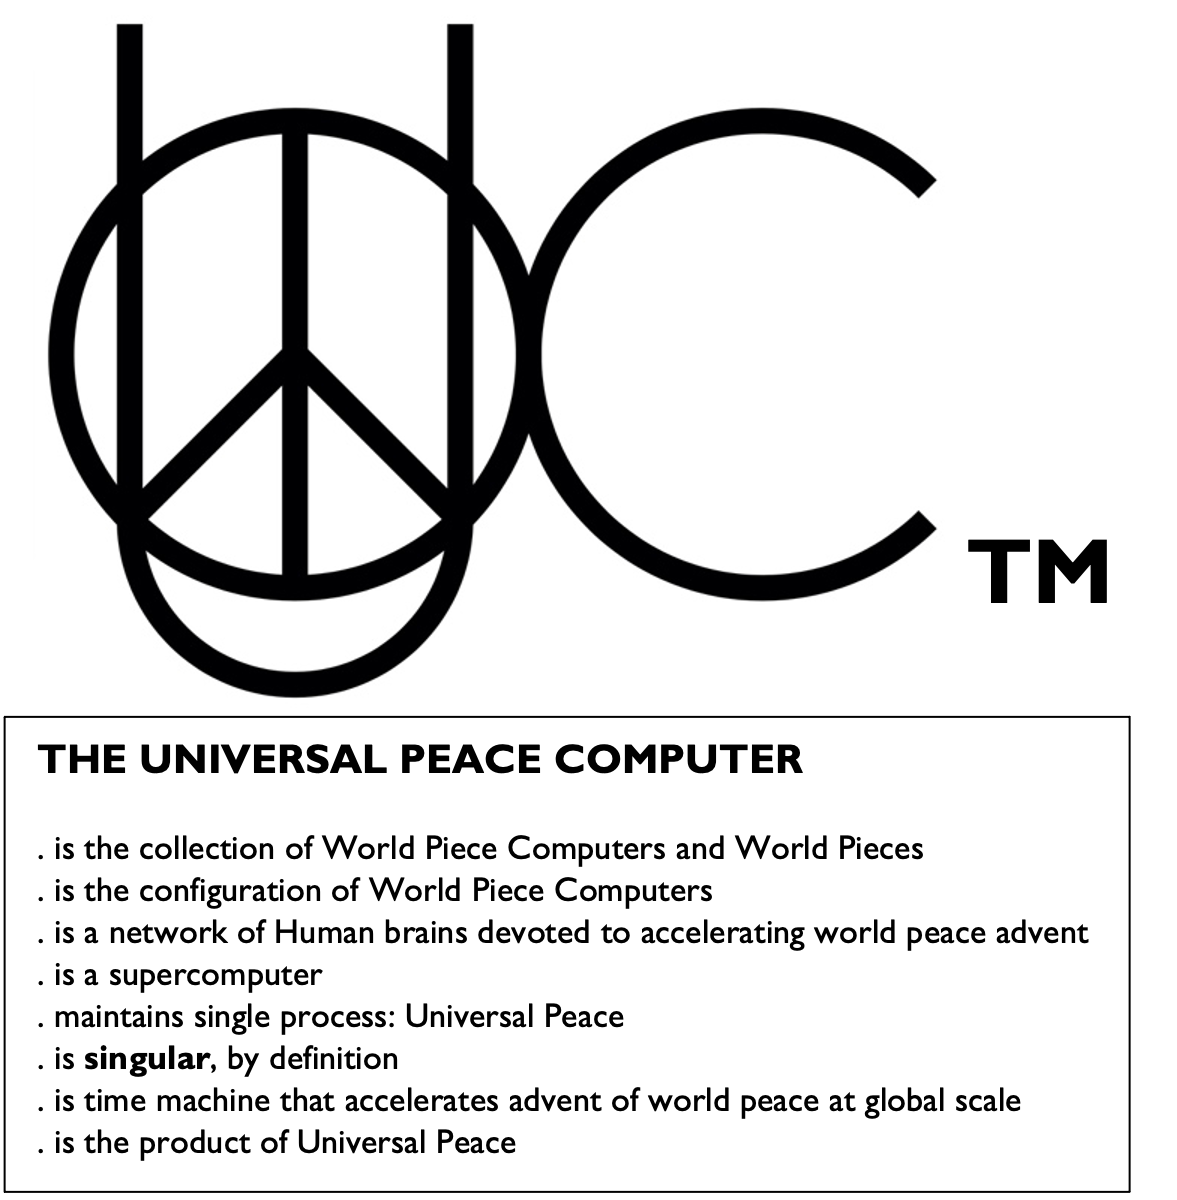 UC
TM
THE UNIVERSAL PEACE COMPUTER
. is the collection of World Piece Computers and World Pieces
. is the configuration of World Piece Computers
. is a network of Human brains devoted to accelerating world peace advent
. is a supercomputer
. maintains single process: Universal Peace
. is singular, by definition
. is time machine that accelerates advent of world peace at global scale
. is the product of Universal Peace